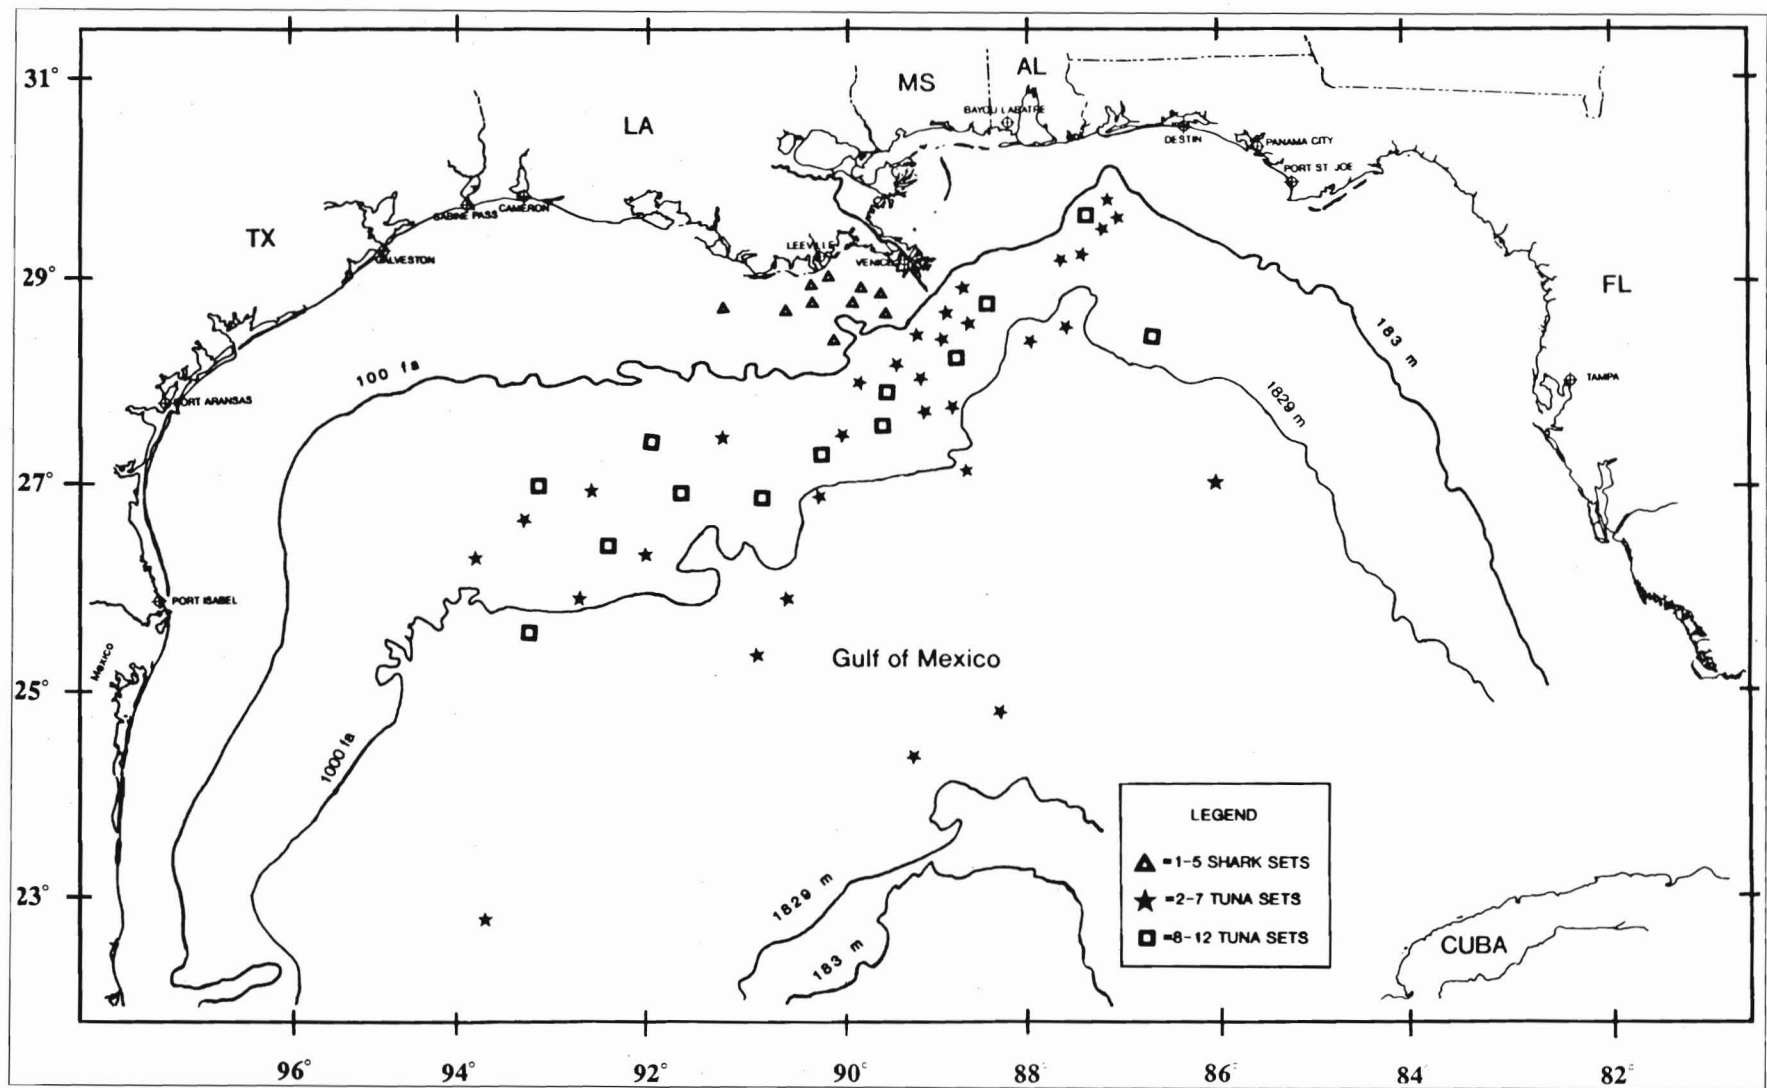 31°
29°
27°
25°
23°
MS
AL
LA
TX
FL
BAYOU LABATRE
DESTIN
PANAMA CITY
PORT ST JOE
SABINE PASS
CAMERON
GALVESTON
LEEVILLE
VENICE
TAMPA
PORT ARANSAS
PORT ISABEL
Mexico
100 fa
183 m
1829 m
Gulf of Mexico
1000 fa
1829 m
183 m
CUBA
LEGEND
=1-5 SHARK SETS
=2-7 TUNA SETS
=8-12 TUNA SETS
96° 94° 92° 90° 88° 86° 84° 82°